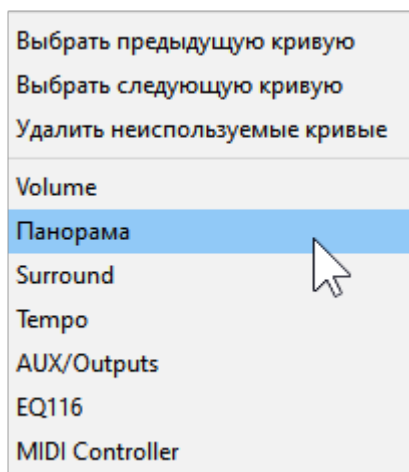 Выбрать предыдущую кривую
Выбрать следующую кривую
Удалить неиспользуемые кривые
Volume
Панорама
Surround
Tempo
AUX/Outputs
EQ116
MIDI Controller